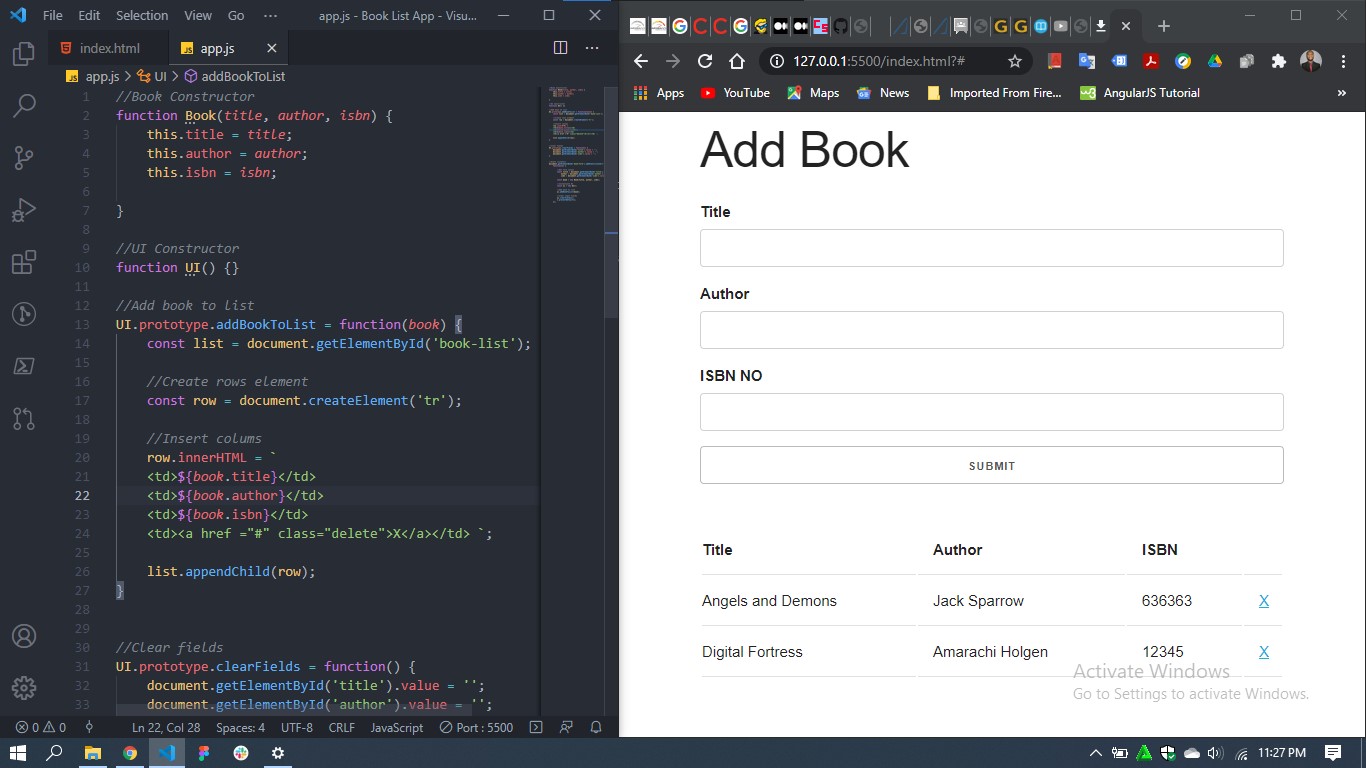 File Edit Selection View Go ··· app.js - Book List App - Visu...
index.html app.js
app.js > UI > addBookToList
1 //Book Constructor
2 function Book(title, author, isbn) {
3 this.title = title;
4 this.author = author;
5 this.isbn = isbn;
6
7 }
8
9 //UI Constructor
10 function UI() {}
11
12 //Add book to list
13 UI.prototype.addBookToList = function(book) {
14 const list = document.getElementById('book-list');
15
16 //Create rows element
17 const row = document.createElement('tr');
18
19 //Insert colums
20 row.innerHTML = `
21 <td>${book.title}</td>
22 <td>${book.author}</td>
23 <td>${book.isbn}</td>
24 <td><a href ="#" class="delete">X</a></td> `;
25
26 list.appendChild(row);
27 }
28
29
30 //Clear fields
31 UI.prototype.clearFields = function() {
32 document.getElementById('title').value = '';
33 document.getElementById('author').value = '';
0 0 Ln 22, Col 28 Spaces: 4 UTF-8 CRLF JavaScript Port : 5500
127.0.0.1:5500/index.html?#
Apps YouTube Maps News Imported From Fire... AngularJS Tutorial »
Add Book
Title
Author
ISBN NO
SUBMIT
Title Author ISBN
Angels and Demons Jack Sparrow 636363 X
Digital Fortress Amarachi Holgen 12345 X
Activate Windows
Go to Settings to activate Windows.
11:27 PM